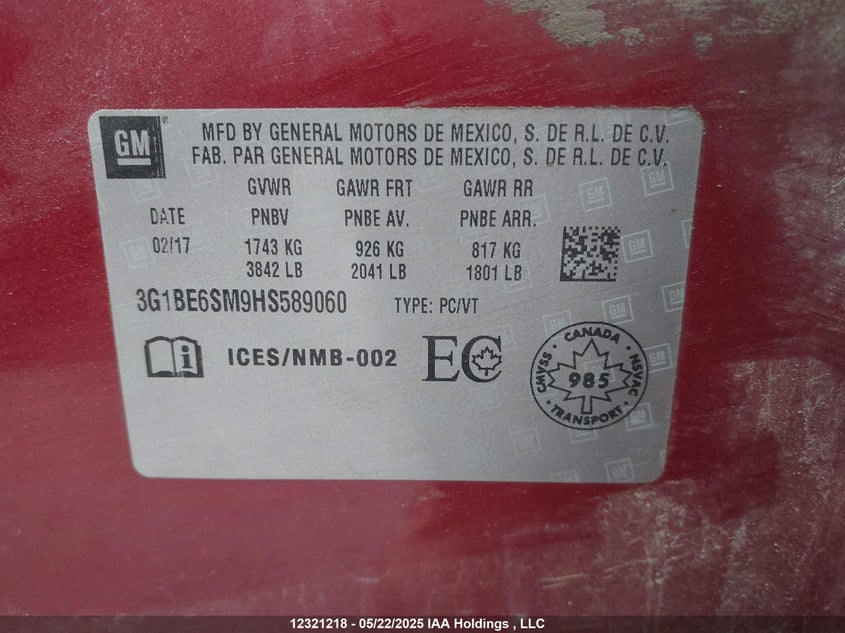 GM
MFD BY GENERAL MOTORS DE MEXICO, S. DE R.L. DE C.V.
FAB. PAR GENERAL MOTORS DE MEXICO, S. DE R.L. DE C.V.
GVWR GAWR FRT GAWR RR
DATE PNBV PNBE AV. PNBE ARR.
02/17 1743 KG 926 KG 817 KG
3842 LB 2041 LB 1801 LB
3G1BE6SM9HS589060 TYPE: PC/VT
ICES/NMB-002 EC
CANADA
CMVSS 985 NSVAC
TRANSPORT
12321218 - 05/22/2025 IAA Holdings , LLC